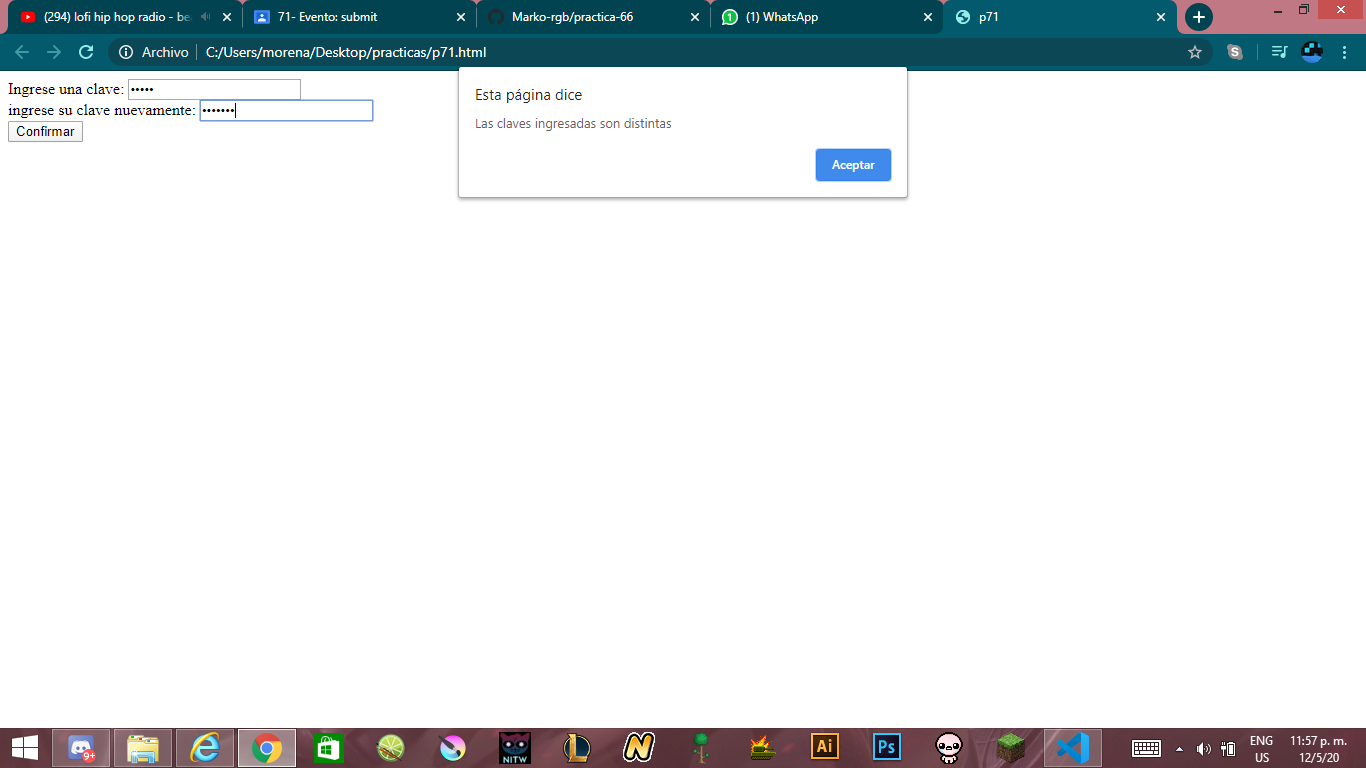 (294) lofi hip hop radio - be
71- Evento: submit
Marko-rgb/practica-66
(1) WhatsApp
p71
Archivo
C:/Users/morena/Desktop/practicas/p71.html
Ingrese una clave: •••••
ingrese su clave nuevamente: •••••••
Confirmar
Esta página dice
Las claves ingresadas son distintas
Aceptar
9+
NITW
Ai
Ps
ENG
US
11:57 p. m.
12/5/20